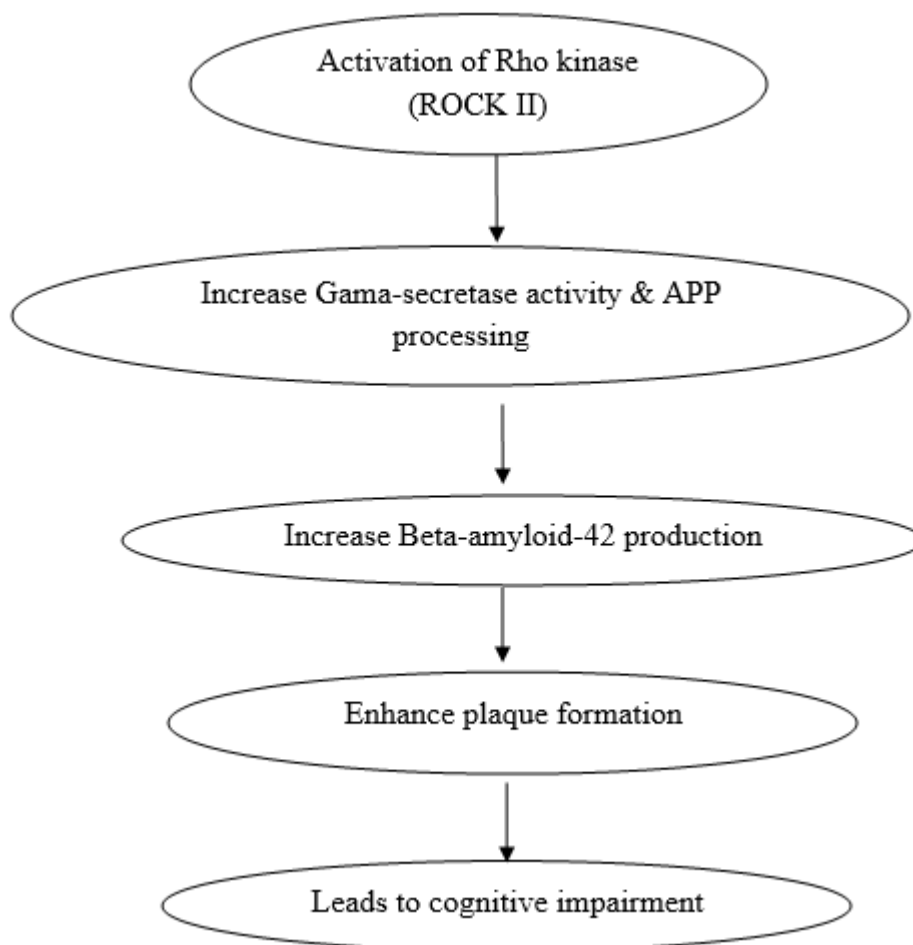 Activation of Rho kinase
(ROCK II)
Increase Gama-secretase activity & APP
processing
Increase Beta-amyloid-42 production
Enhance plaque formation
Leads to cognitive impairment